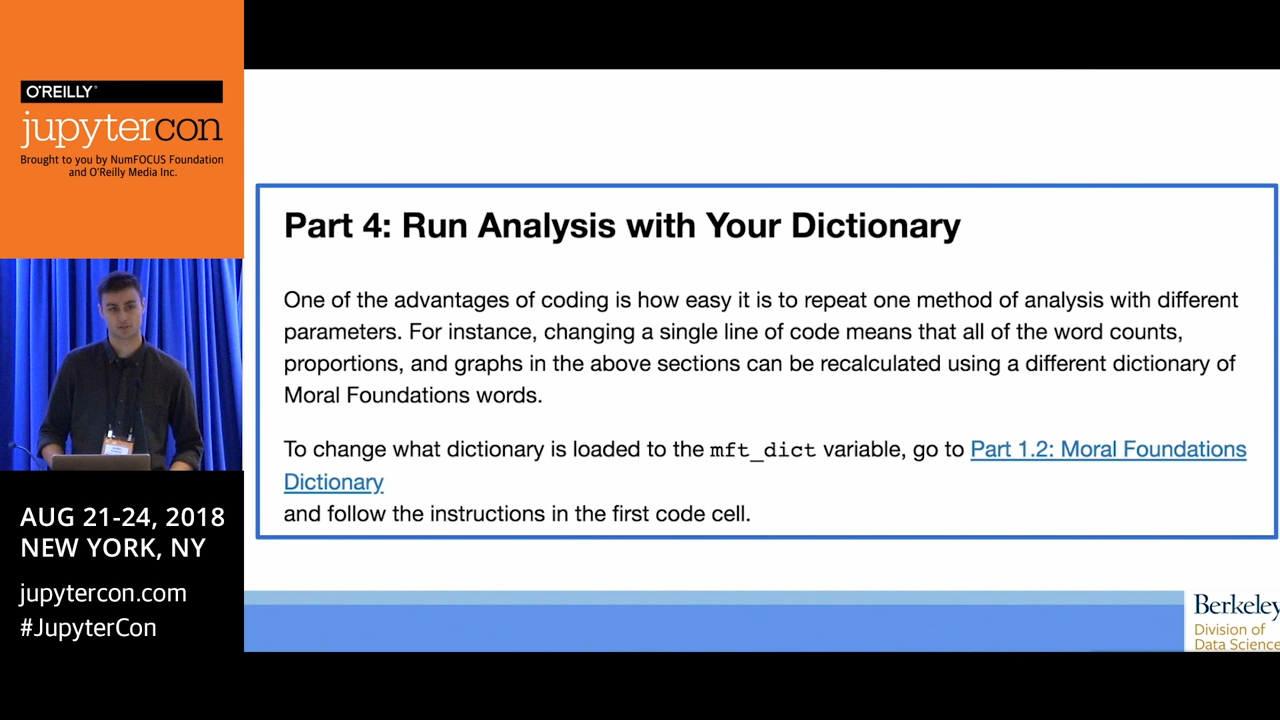 O'REILLY®
jupytercon
Brought to you by NumFOCUS Foundation
and O'Reilly Media Inc.
Part 4: Run Analysis with Your Dictionary
One of the advantages of coding is how easy it is to repeat one method of analysis with different
parameters. For instance, changing a single line of code means that all of the word counts,
proportions, and graphs in the above sections can be recalculated using a different dictionary of
Moral Foundations words.
To change what dictionary is loaded to the mft_dict variable, go to Part 1.2: Moral Foundations
Dictionary
and follow the instructions in the first code cell.
AUG 21-24, 2018
NEW YORK, NY
jupytercon.com
#JupyterCon
Berkeley
Division of
Data Science